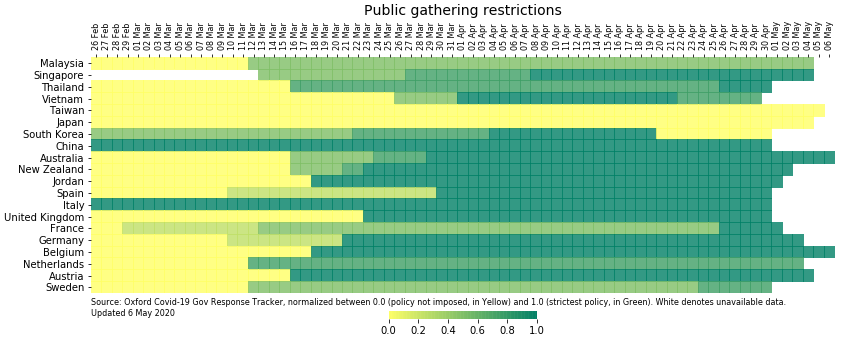 Public gathering restrictions
26 Feb
27 Feb
28 Feb
29 Feb
01 Mar
02 Mar
03 Mar
04 Mar
05 Mar
06 Mar
07 Mar
08 Mar
09 Mar
10 Mar
11 Mar
12 Mar
13 Mar
14 Mar
15 Mar
16 Mar
17 Mar
18 Mar
19 Mar
20 Mar
21 Mar
22 Mar
23 Mar
24 Mar
25 Mar
26 Mar
27 Mar
28 Mar
29 Mar
30 Mar
31 Mar
01 Apr
02 Apr
03 Apr
04 Apr
05 Apr
06 Apr
07 Apr
08 Apr
09 Apr
10 Apr
11 Apr
12 Apr
13 Apr
14 Apr
15 Apr
16 Apr
17 Apr
18 Apr
19 Apr
20 Apr
21 Apr
22 Apr
23 Apr
24 Apr
25 Apr
26 Apr
27 Apr
28 Apr
29 Apr
30 Apr
01 May
02 May
03 May
04 May
05 May
06 May
Malaysia
Singapore
Thailand
Vietnam
Taiwan
Japan
South Korea
China
Australia
New Zealand
Jordan
Spain
Italy
United Kingdom
France
Germany
Belgium
Netherlands
Austria
Sweden
Source: Oxford Covid-19 Gov Response Tracker, normalized between 0.0 (policy not imposed, in Yellow) and 1.0 (strictest policy, in Green). White denotes unavailable data.
Updated 6 May 2020
0.0 0.2 0.4 0.6 0.8 1.0